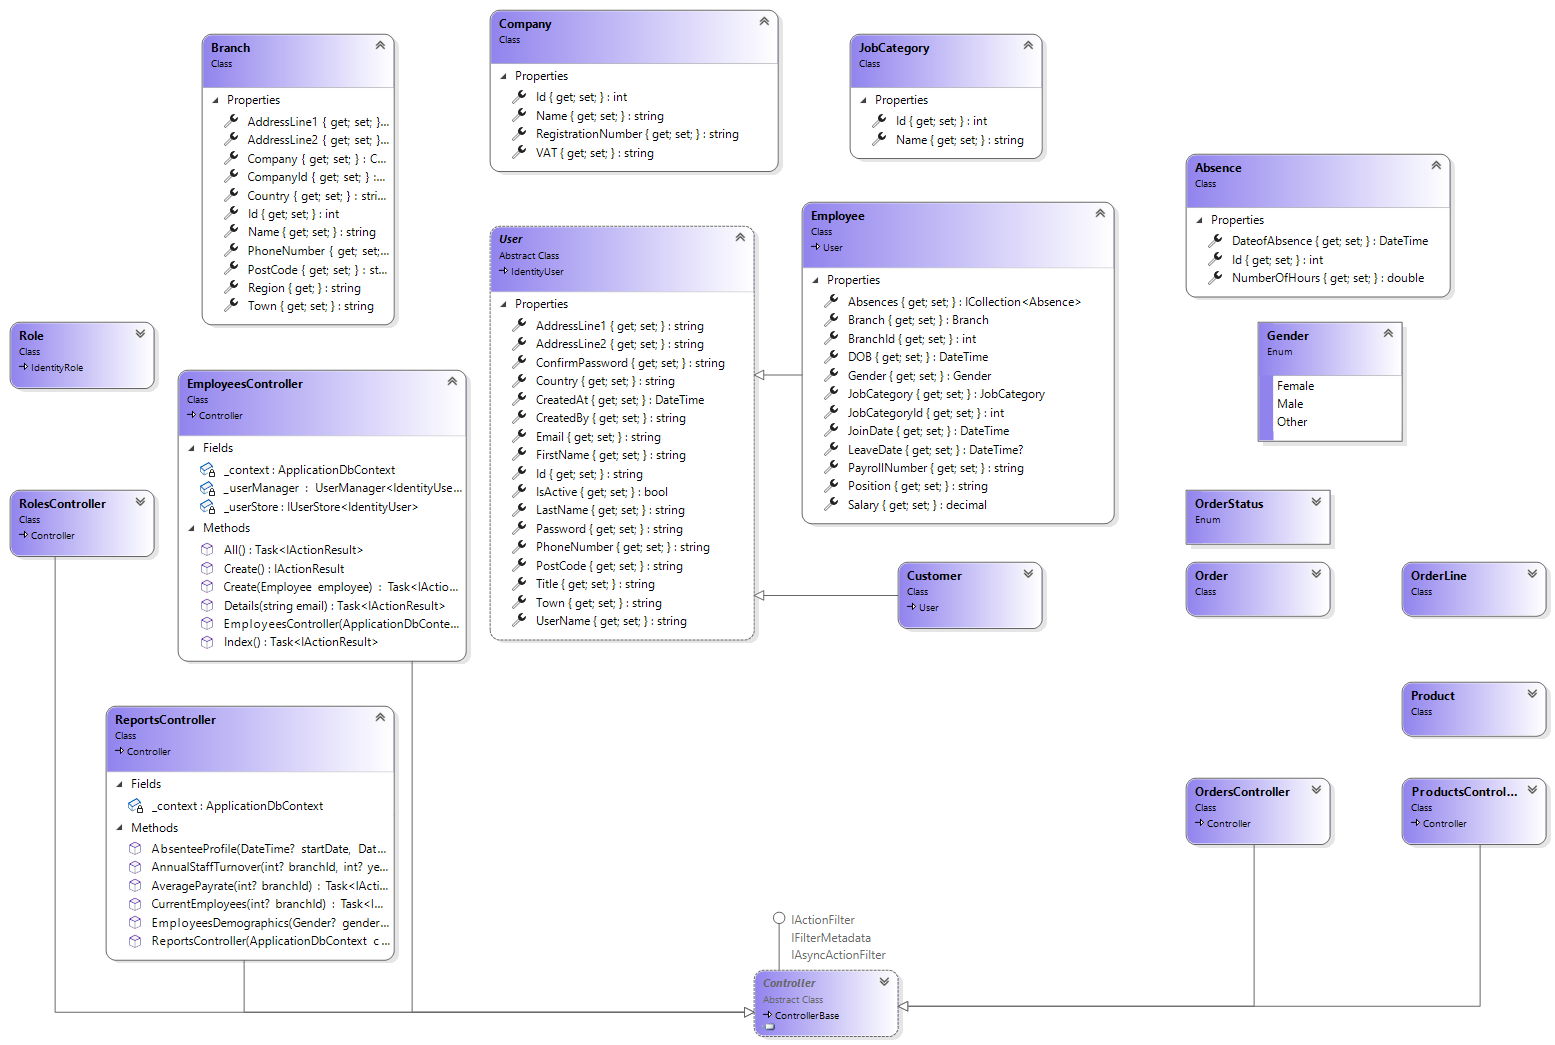 Branch
Class
Properties
AddressLine1 { get; set; }...
AddressLine2 { get; set; }...
Company { get; set; } : C...
CompanyId { get; set; } :...
Country { get; set; } : stri...
Id { get; set; } : int
Name { get; set; } : string
PhoneNumber { get; set;...
PostCode { get; set; } : st...
Region { get; } : string
Town { get; set; } : string
Company
Class
Properties
Id { get; set; } : int
Name { get; set; } : string
RegistrationNumber { get; set; } : string
VAT { get; set; } : string
JobCategory
Class
Properties
Id { get; set; } : int
Name { get; set; } : string
Absence
Class
Properties
DateofAbsence { get; set; } : DateTime
Id { get; set; } : int
NumberOfHours { get; set; } : double
User
Abstract Class
IdentityUser
Properties
AddressLine1 { get; set; } : string
AddressLine2 { get; set; } : string
ConfirmPassword { get; set; } : string
Country { get; set; } : string
CreatedAt { get; set; } : DateTime
CreatedBy { get; set; } : string
Email { get; set; } : string
FirstName { get; set; } : string
Id { get; set; } : string
IsActive { get; set; } : bool
LastName { get; set; } : string
Password { get; set; } : string
PhoneNumber { get; set; } : string
PostCode { get; set; } : string
Title { get; set; } : string
Town { get; set; } : string
UserName { get; set; } : string
Employee
Class
User
Properties
Absences { get; set; } : ICollection<Absence>
Branch { get; set; } : Branch
BranchId { get; set; } : int
DOB { get; set; } : DateTime
Gender { get; set; } : Gender
JobCategory { get; set; } : JobCategory
JobCategoryId { get; set; } : int
JoinDate { get; set; } : DateTime
LeaveDate { get; set; } : DateTime?
PayrollNumber { get; set; } : string
Position { get; set; } : string
Salary { get; set; } : decimal
Gender
Enum
Female
Male
Other
Role
Class
IdentityRole
EmployeesController
Class
Controller
Fields
_context : ApplicationDbContext
_userManager : UserManager<IdentityUse...
_userStore : IUserStore<IdentityUser>
Methods
All() : Task<IActionResult>
Create() : IActionResult
Create(Employee employee) : Task<IActio...
Details(string email) : Task<IActionResult>
EmployeesController(ApplicationDbConte...
Index() : Task<IActionResult>
RolesController
Class
Controller
Customer
Class
User
OrderStatus
Enum
Order
Class
OrderLine
Class
Product
Class
ReportsController
Class
Controller
Fields
_context : ApplicationDbContext
Methods
AbsenteeProfile(DateTime? startDate, Dat...
AnnualStaffTurnover(int? branchId, int? ye...
AveragePayrate(int? branchId) : Task<IActi...
CurrentEmployees(int? branchId) : Task<I...
EmployeesDemographics(Gender? gender...
ReportsController(ApplicationDbContext c...
OrdersController
Class
Controller
ProductsControl...
Class
Controller
IActionFilter
IFilterMetadata
IAsyncActionFilter
Controller
Abstract Class
ControllerBase